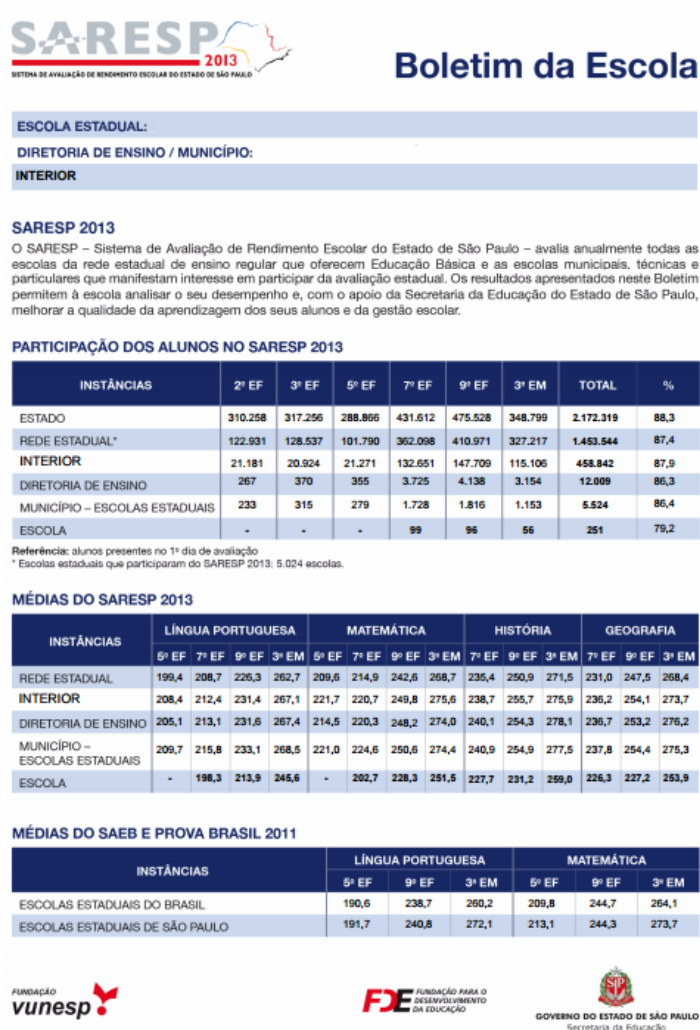 SARESP
2013
SISTEMA DE AVALIAÇÃO DE RENDIMENTO ESCOLAR DO ESTADO DE SÃO PAULO
Boletim da Escola
ESCOLA ESTADUAL:
DIRETORIA DE ENSINO / MUNICÍPIO:
INTERIOR
SARESP 2013
O SARESP – Sistema de Avaliação de Rendimento Escolar do Estado de São Paulo – avalia anualmente todas as
escolas da rede estadual de ensino regular que oferecem Educação Básica e as escolas municipais, técnicas e
particulares que manifestam interesse em participar da avaliação estadual. Os resultados apresentados neste Boletim
permitem à escola analisar o seu desempenho e, com o apoio da Secretaria da Educação do Estado de São Paulo,
melhorar a qualidade da aprendizagem dos seus alunos e da gestão escolar.
PARTICIPAÇÃO DOS ALUNOS NO SARESP 2013
INSTÂNCIAS 2º EF 3º EF 5º EF 7º EF 9º EF 3ª EM TOTAL %
ESTADO 310.258 317.256 288.866 431.612 475.528 348.799 2.172.319 88,3
REDE ESTADUAL* 122.931 128.537 101.790 362.098 410.971 327.217 1.453.544 87,4
INTERIOR 21.181 20.924 21.271 132.651 147.709 115.106 458.842 87,9
DIRETORIA DE ENSINO 267 370 355 3.725 4.138 3.154 12.009 86,3
MUNICÍPIO – ESCOLAS ESTADUAIS 233 315 279 1.728 1.816 1.153 5.524 86,4
ESCOLA - - - 99 96 56 251 79,2
Referência: alunos presentes no 1º dia de avaliação
* Escolas estaduais que participaram do SARESP 2013: 5.024 escolas.
MÉDIAS DO SARESP 2013
INSTÂNCIAS LÍNGUA PORTUGUESA MATEMÁTICA HISTÓRIA GEOGRAFIA
5º EF 7º EF 9º EF 3ª EM 5º EF 7º EF 9º EF 3ª EM 7º EF 9º EF 3ª EM 7º EF 9º EF 3ª EM
REDE ESTADUAL 199,4 208,7 226,3 262,7 209,6 214,9 242,6 268,7 235,4 250,9 271,5 231,0 247,5 268,4
INTERIOR 208,4 212,4 231,4 267,1 221,7 220,7 249,8 275,6 238,7 255,7 275,9 236,2 254,1 273,7
DIRETORIA DE ENSINO 205,1 213,1 231,6 267,4 214,5 220,3 248,2 274,0 240,1 254,3 278,1 236,7 253,2 276,2
MUNICÍPIO –
ESCOLAS ESTADUAIS 209,7 215,8 233,1 268,5 221,0 224,6 250,6 274,4 240,9 254,9 277,5 237,8 254,4 275,3
ESCOLA - 198,3 213,9 245,6 - 202,7 228,3 251,5 227,7 231,2 259,0 226,3 227,2 253,9
MÉDIAS DO SAEB E PROVA BRASIL 2011
INSTÂNCIAS LÍNGUA PORTUGUESA MATEMÁTICA
5º EF 9º EF 3ª EM 5º EF 9º EF 3ª EM
ESCOLAS ESTADUAIS DO BRASIL 190,6 238,7 260,2 209,8 244,7 264,1
ESCOLAS ESTADUAIS DE SÃO PAULO 191,7 240,8 272,1 213,1 244,3 273,7
FUNDAÇÃO
vunesp
FDE FUNDAÇÃO PARA O
DESENVOLVIMENTO
DA EDUCAÇÃO
GOVERNO DO ESTADO DE SÃO PAULO
Secretaria da Educação